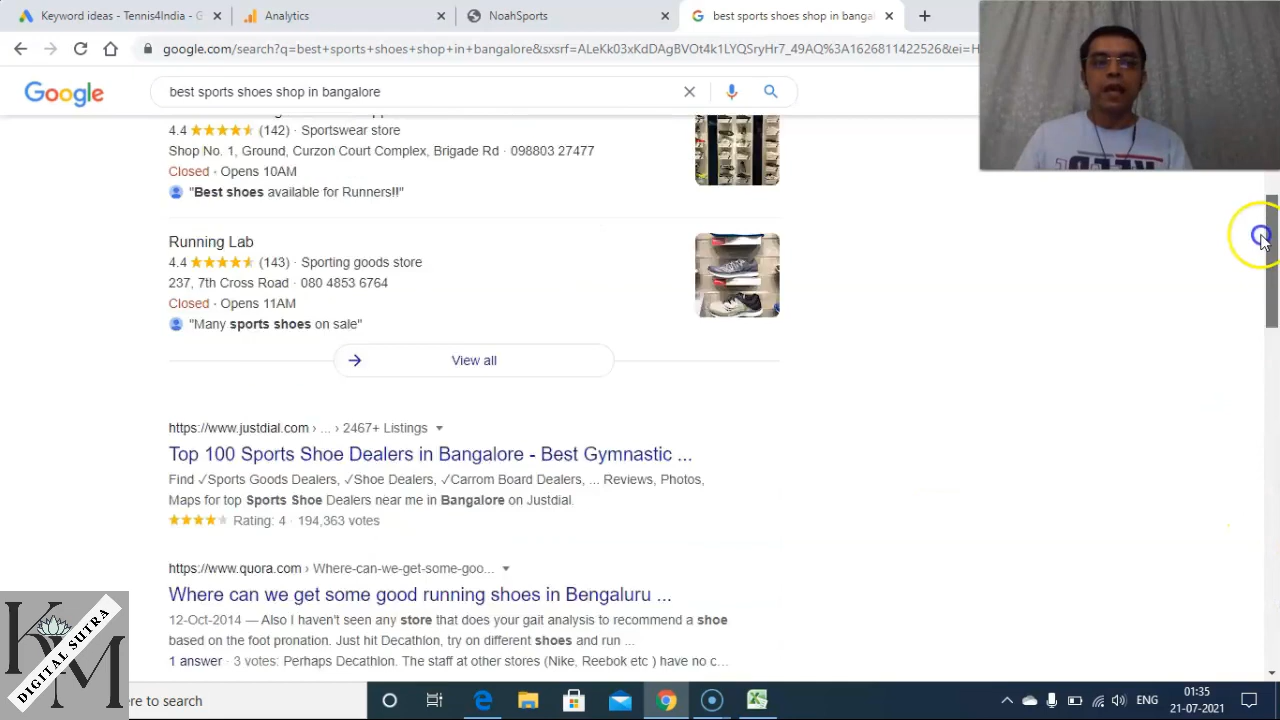 Keyword ideas - Tennis4India - G
Analytics
NoahSports
best sports shoes shop in banga
google.com/search?q=best+sports+shoes+shop+in+bangalore&sxsrf=ALeKk03xKdDAgBVOt4k1LYQSryHr7_49AQ%3A1626811422526&ei=H
Google
best sports shoes shop in bangalore
4.4 (142) · Sportswear store
Shop No. 1, Ground, Curzon Court Complex, Brigade Rd · 098803 27477
Closed · Opens 10AM
"Best shoes available for Runners!!"
Running Lab
4.4 (143) · Sporting goods store
237, 7th Cross Road · 080 4853 6764
Closed · Opens 11AM
"Many sports shoes on sale"
View all
https://www.justdial.com › ... › 2467+ Listings
Top 100 Sports Shoe Dealers in Bangalore - Best Gymnastic ...
Find ✓Sports Goods Dealers, ✓Shoe Dealers, ✓Carrom Board Dealers, ... Reviews, Photos,
Maps for top Sports Shoe Dealers near me in Bangalore on Justdial.
Rating: 4 · 194,363 votes
https://www.quora.com › Where-can-we-get-some-goo...
Where can we get some good running shoes in Bengaluru ...
12-Oct-2014 — Also I haven't seen any store that does your gait analysis to recommend a shoe
based on the foot pronation. Just hit Decathlon, try on different shoes and run ...
1 answer · 3 votes: Perhaps Decathlon. The staff at other stores (Nike, Reebok etc ) have no c...
K M
DIGITAL SUTRA
ere to search
ENG
01:35
21-07-2021